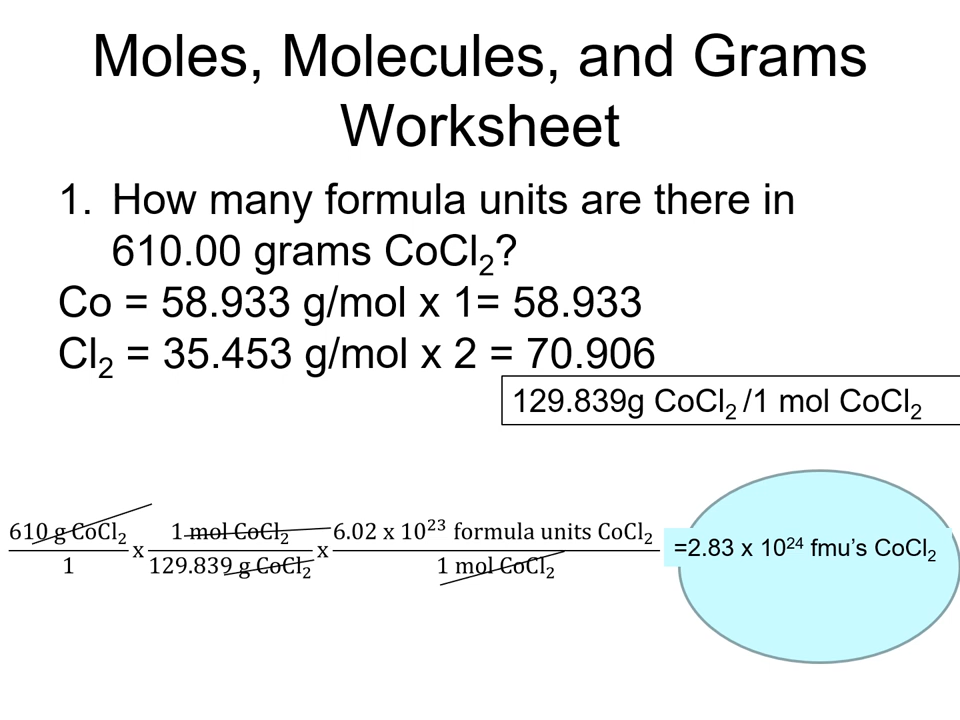 Moles, Molecules, and Grams
Worksheet
1. How many formula units are there in
610.00 grams CoCl₂?
Co = 58.933 g/mol x 1= 58.933
Cl₂ = 35.453 g/mol x 2 = 70.906
129.839g CoCl₂ /1 mol CoCl₂
610 g CoCl₂ x 1 mol CoCl₂ x 6.02 x 10²³ formula units CoCl₂
1 129.839 g CoCl₂ 1 mol CoCl₂
=2.83 x 10²⁴ fmu’s CoCl₂